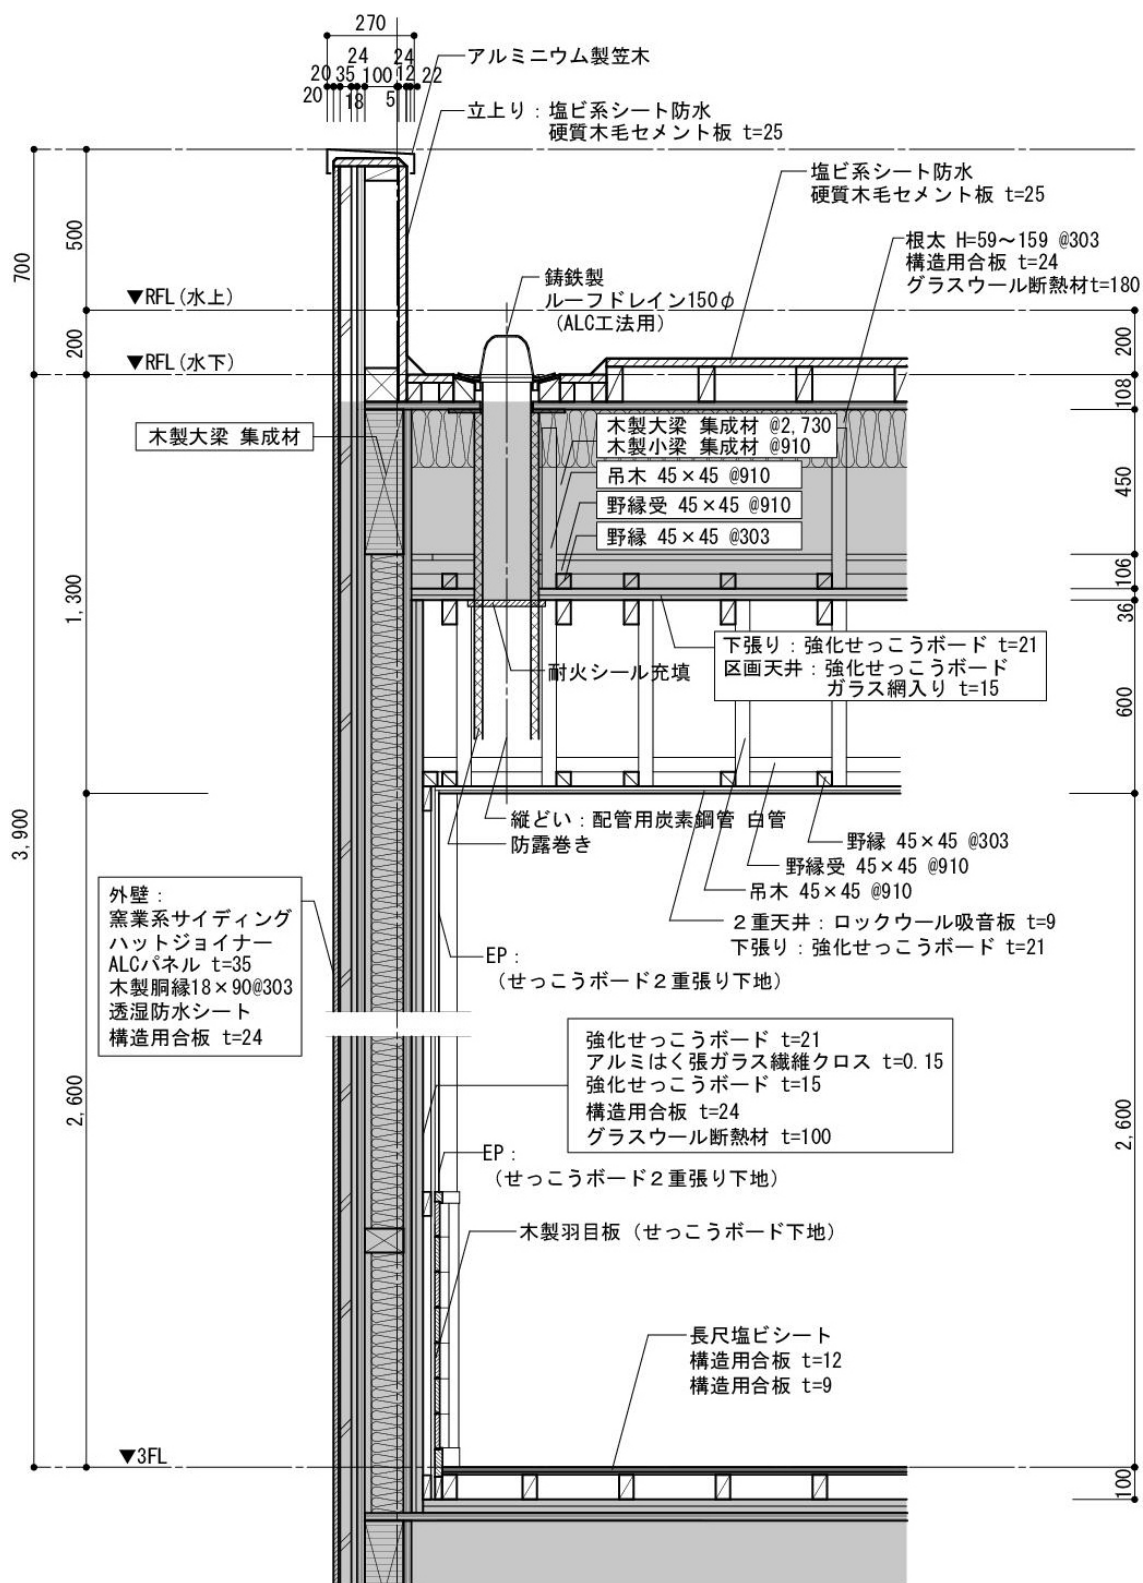 270
アルミニウム製笠木
24
24
20
35
100
12
22
20
18
5
立上り：塩ビ系シート防水
硬質木毛セメント板 t=25
塩ビ系シート防水
硬質木毛セメント板 t=25
根太 H=59～159 @303
構造用合板 t=24
グラスウール断熱材t=180
鋳鉄製
ルーフドレイン150φ
（ALC工法用）
700
500
200
▼RFL(水上)
▼RFL(水下)
200
108
木製大梁 集成材
木製大梁 集成材 @2,730
木製小梁 集成材 @910
吊木 45×45 @910
野縁受 45×45 @910
野縁 45×45 @303
450
106
36
1,300
下張り：強化せっこうボード t=21
区画天井：強化せっこうボード
ガラス網入り t=15
耐火シール充填
600
3,900
縦どい：配管用炭素鋼管 白管
防露巻き
野縁 45×45 @303
野縁受 45×45 @910
吊木 45×45 @910
２重天井：ロックウール吸音板 t=9
下張り：強化せっこうボード t=21
外壁：
窯業系サイディング
ハットジョイナー
ALCパネル t=35
木製胴縁18×90@303
透湿防水シート
構造用合板 t=24
EP：
（せっこうボード２重張り下地）
強化せっこうボード t=21
アルミはく張ガラス繊維クロス t=0.15
強化せっこうボード t=15
構造用合板 t=24
グラスウール断熱材 t=100
2,600
2,600
EP：
（せっこうボード２重張り下地）
木製羽目板（せっこうボード下地）
長尺塩ビシート
構造用合板 t=12
構造用合板 t=9
▼3FL
100